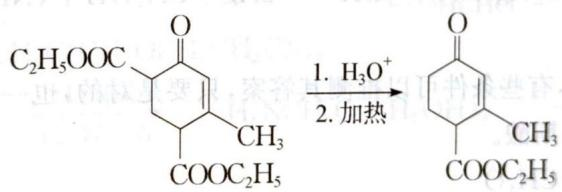 O
C₂H₅OOC
CH₃
COOC₂H₅
1. H₃O⁺
2. 加热
O
CH₃
COOC₂H₅